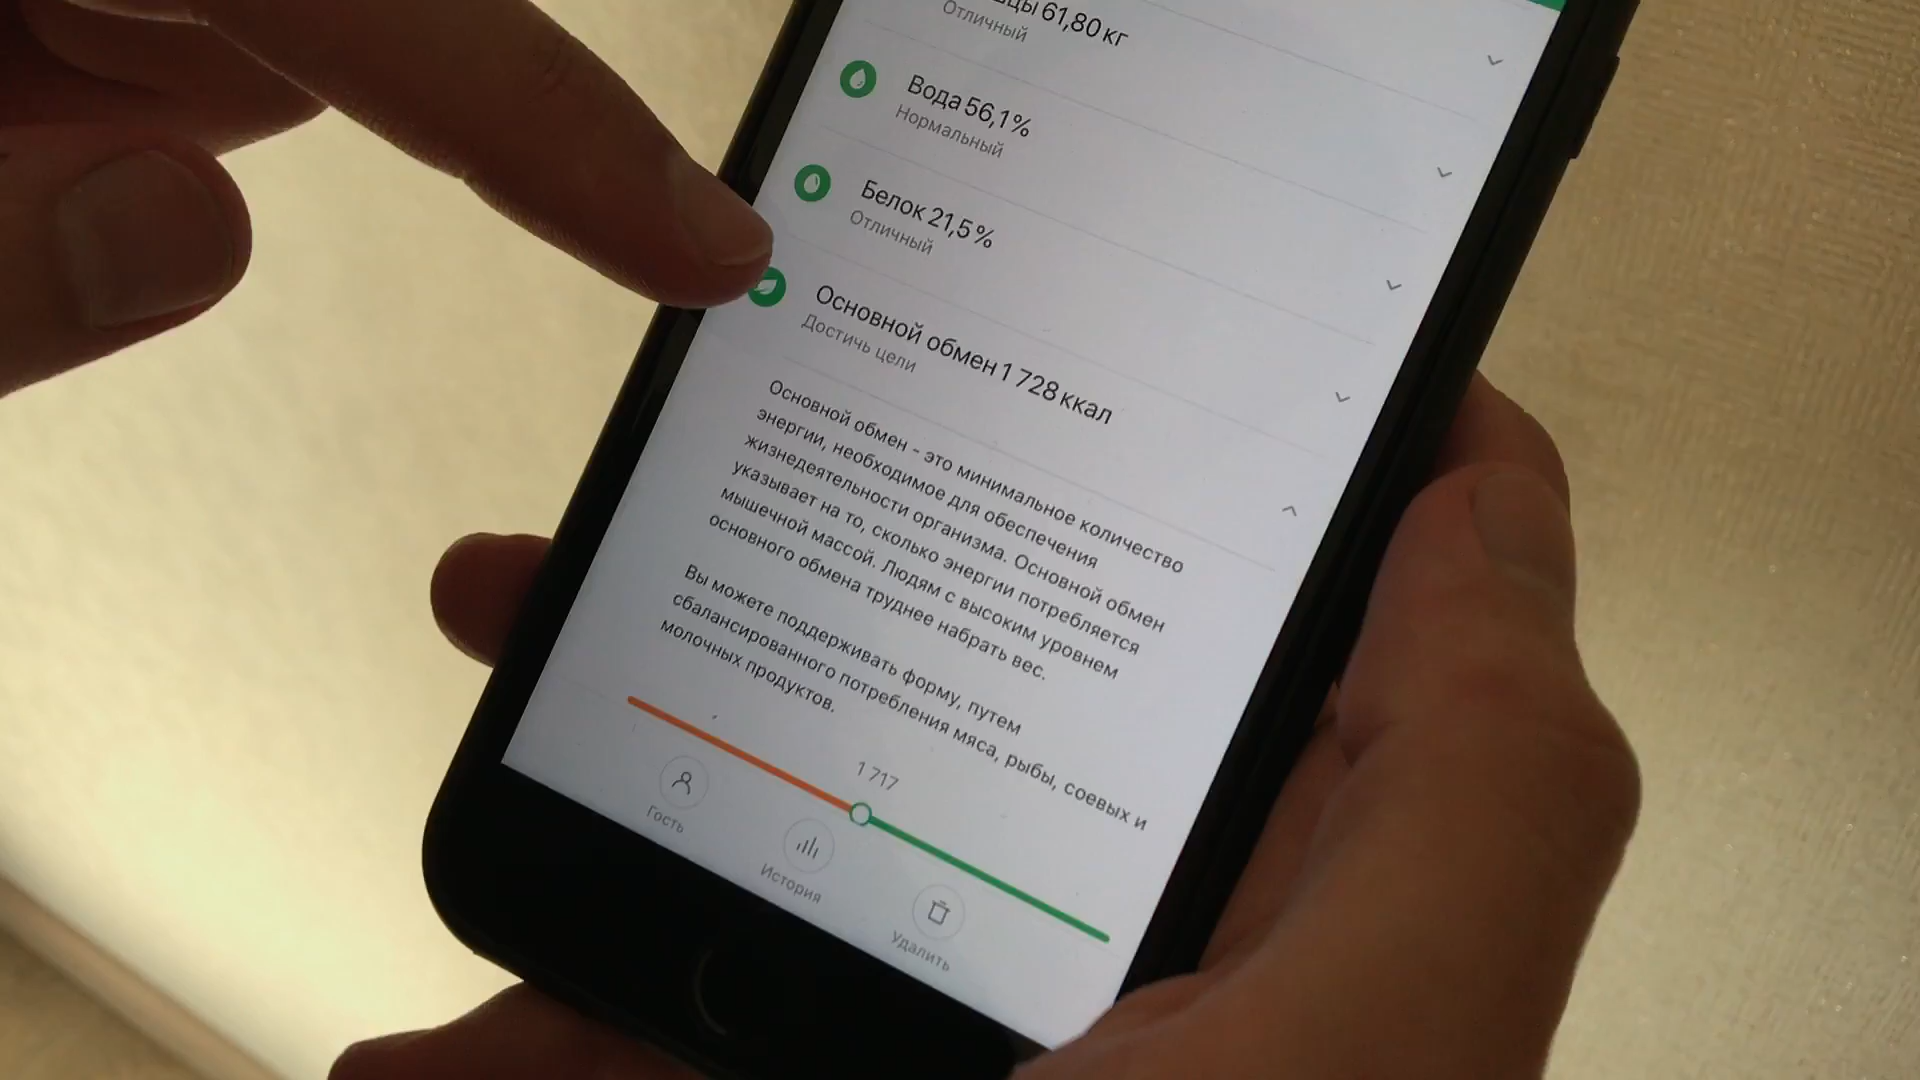 61,80 кг
Отличный
Вода 56,1%
Нормальный
Белок 21,5%
Отличный
Основной обмен 1 728 ккал
Достичь цели
Основной обмен - это минимальное количество
энергии, необходимое для обеспечения
жизнедеятельности организма. Основной обмен
указывает на то, сколько энергии потребляется
мышечной массой. Людям с высоким уровнем
основного обмена труднее набрать вес.
Вы можете поддерживать форму, путем
сбалансированного потребления мяса, рыбы, соевых и
молочных продуктов.
1 717
Гость
История
Удалить